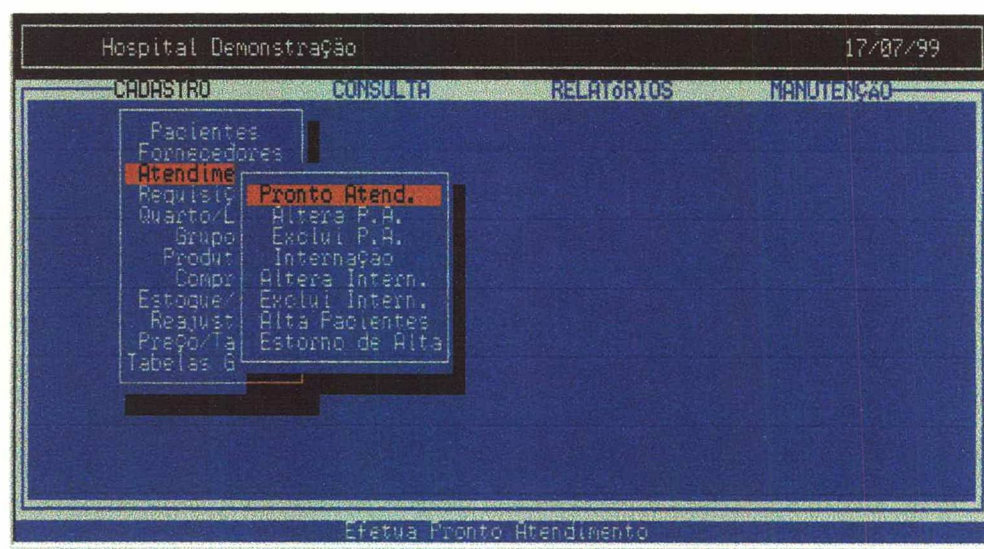 Hospital Demonstração 17/07/99
CADASTRO CONSULTA RELATóRIOS MANUTENÇãO
Pacientes
Fornecedores
Atendime
Requisiç
Quarto/L
Grupo
Produt
Compr
Estoque/
Reajust
Preço/Ta
Tabelas G
Pronto Atend.
Altera P.A.
Exclui P.A.
Internação
Altera Intern.
Exclui Intern.
Alta Pacientes
Estorno de Alta
Efetua Pronto Atendimento